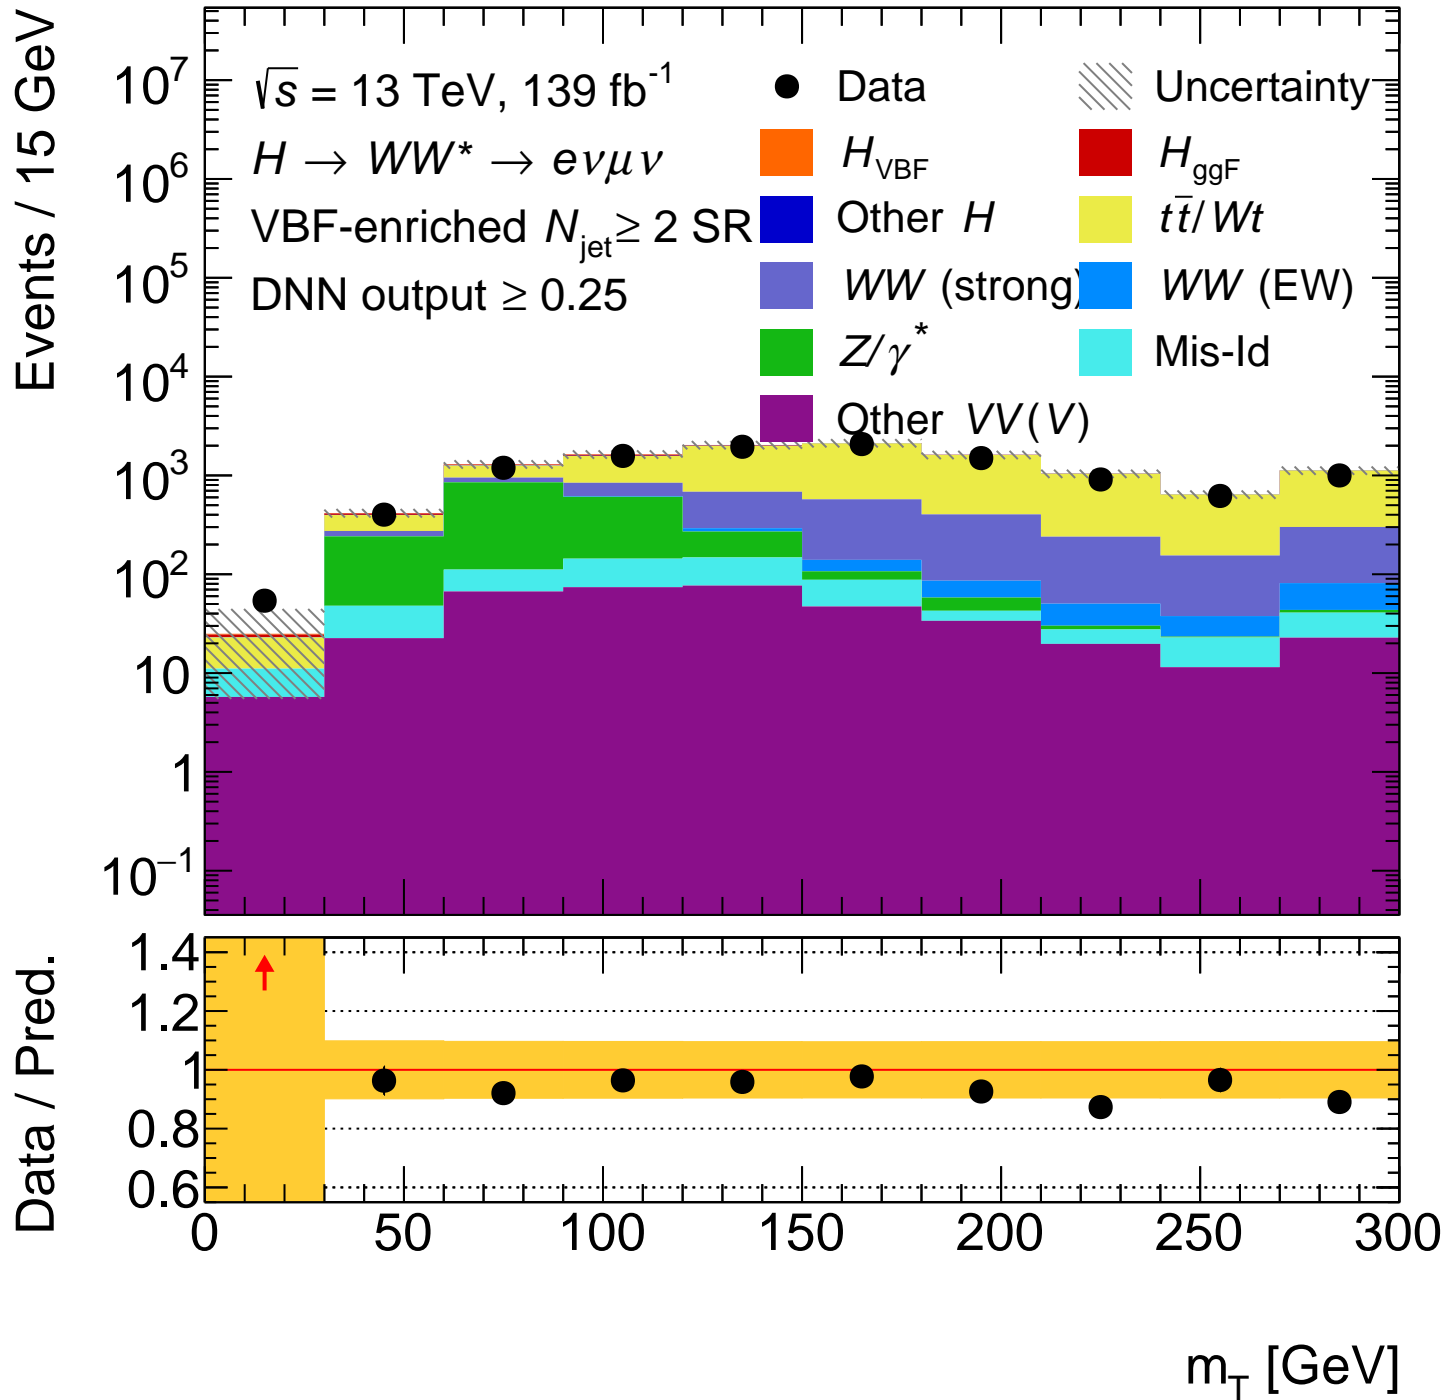 Events / 15 GeV
10⁷
10⁶
10⁵
10⁴
10³
10²
10
1
10⁻¹
√s = 13 TeV, 139 fb⁻¹
H → WW* → eνμν
VBF-enriched N_jet ≥ 2 SR
DNN output ≥ 0.25
Data
Uncertainty
H_VBF
H_ggF
Other H
tt̄/Wt
WW (strong)
WW (EW)
Z/γ*
Mis-Id
Other VV(V)
Data / Pred.
1.4
1.2
1
0.8
0.6
0 50 100 150 200 250 300
m_T [GeV]